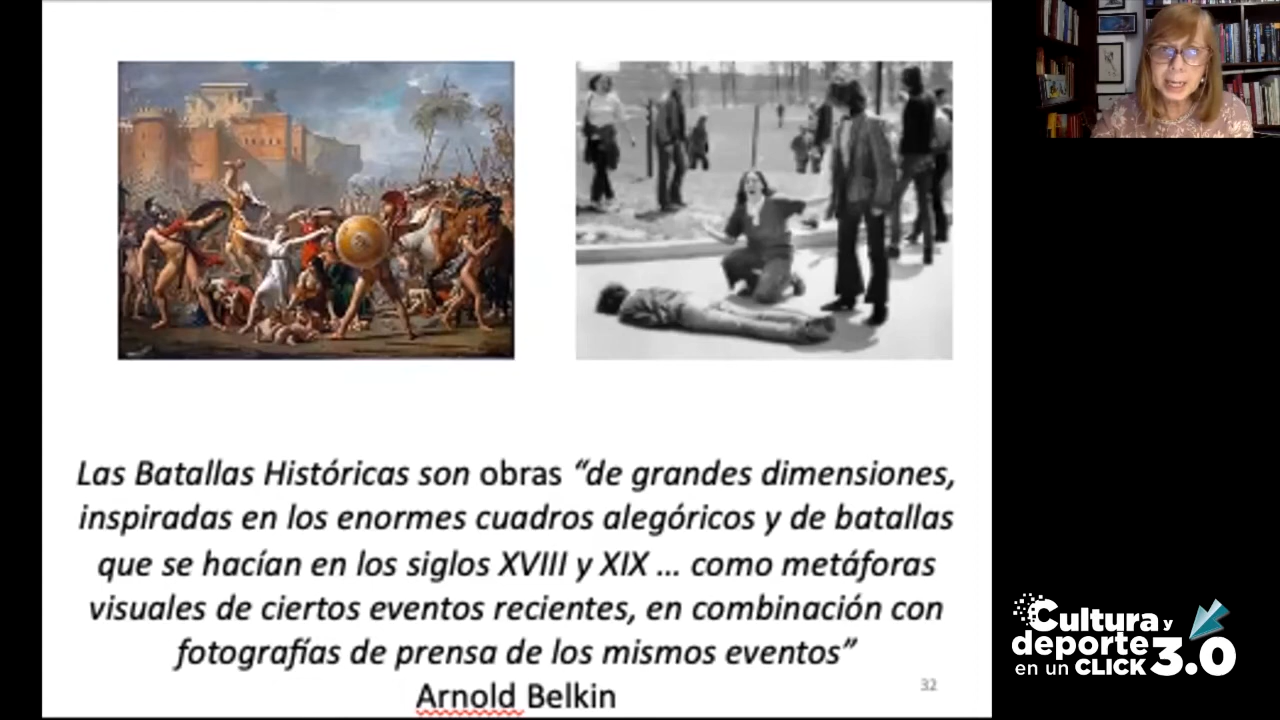 Las Batallas Históricas son obras “de grandes dimensiones,
inspiradas en los enormes cuadros alegóricos y de batallas
que se hacían en los siglos XVIII y XIX ... como metáforas
visuales de ciertos eventos recientes, en combinación con
fotografías de prensa de los mismos eventos”
Arnold Belkin
32
Cultura y
deporte 3.0
en un CLICK